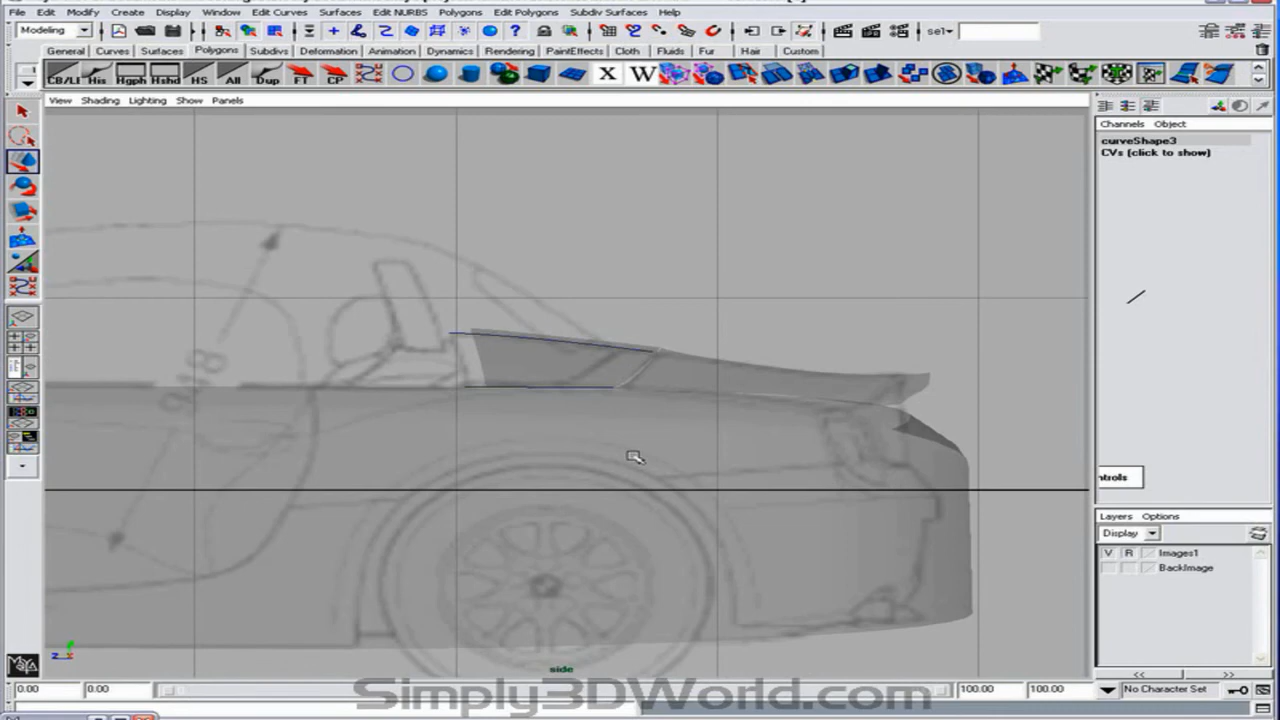 File Edit Modify Create Display Window Edit Curves Surfaces Edit NURBS Polygons Edit Polygons Subdiv Surfaces Help
Modeling sel
General Curves Surfaces Polygons Subdivs Deformation Animation Dynamics Rendering PaintEffects Cloth Fluids Fur Hair Custom
CB/LI His Hgph Hshd HS All Dup FT CP X W
View Shading Lighting Show Panels
Channels Object
curveShape3
CVs (click to show)
ntrols
Layers Options
Display
V R Images1
BackImage
z
side
0.00 0.00 100.00 100.00 No Character Set
Simply3DWorld.com